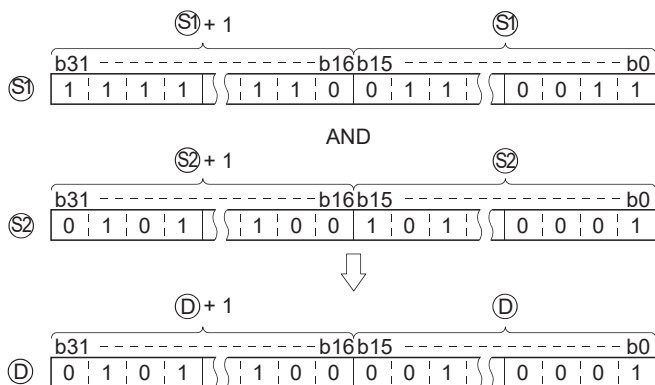 S1 + 1 S1
b31 b16 b15 b0
S1 1 1 1 1 1 1 0 0 1 1 0 0 1 1
AND
S2 + 1 S2
b31 b16 b15 b0
S2 0 1 0 1 1 0 0 1 0 1 0 0 0 1
D + 1 D
b31 b16 b15 b0
D 0 1 0 1 1 0 0 0 0 1 0 0 0 1